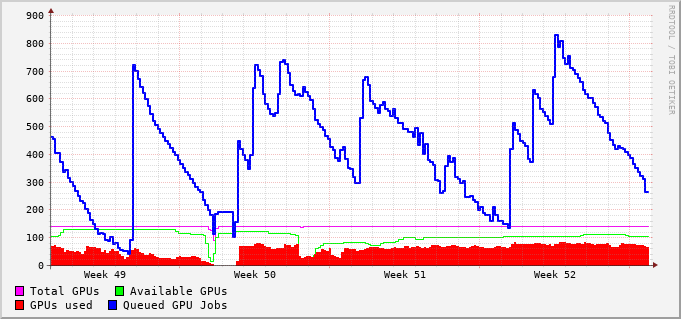 900
800
700
600
500
400
300
200
100
0
Week 49 Week 50 Week 51 Week 52
Total GPUs Available GPUs
GPUs used Queued GPU Jobs
RRDTOOL / TOBI OETIKER